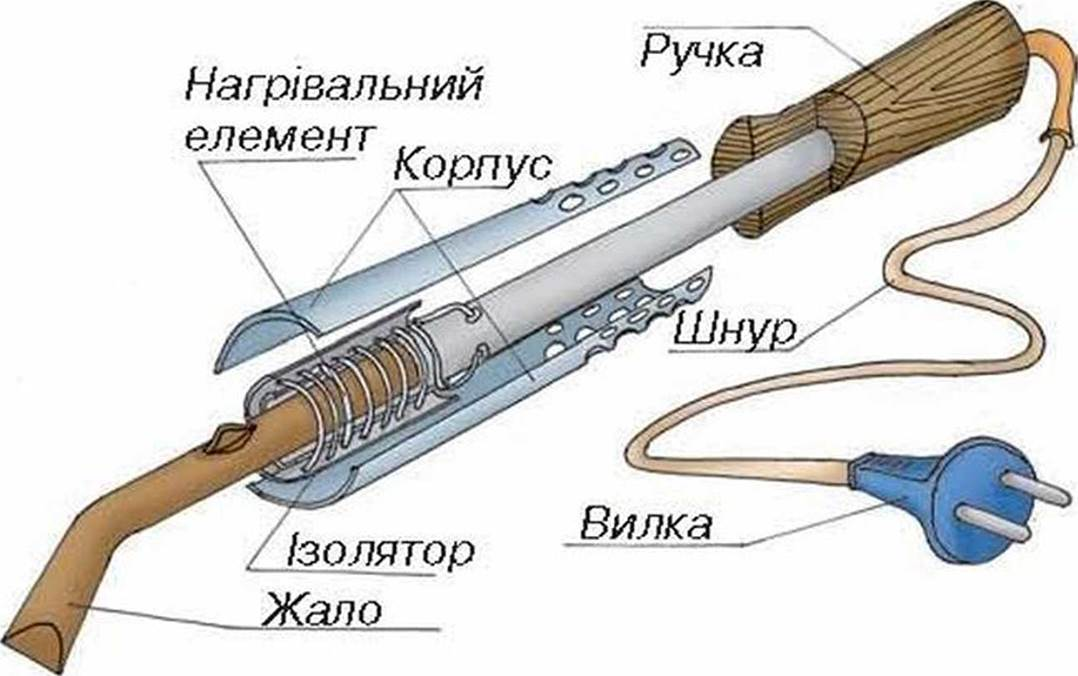 Ручка
Нагрівальний
елемент
Корпус
Шнур
Вилка
Ізолятор
Жало